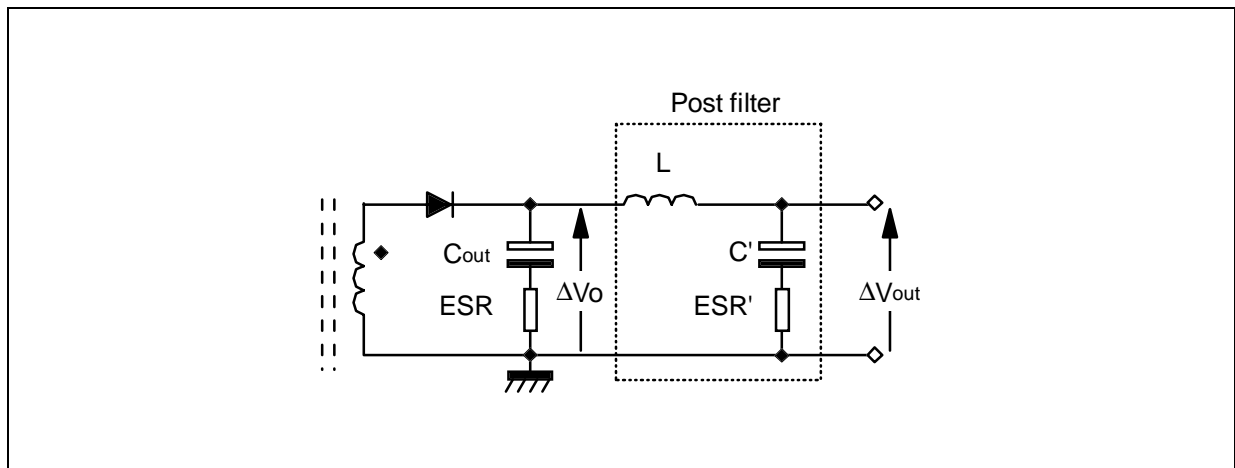 Post filter
L
Cout
C'
ESR
ΔVo
ESR'
ΔVout